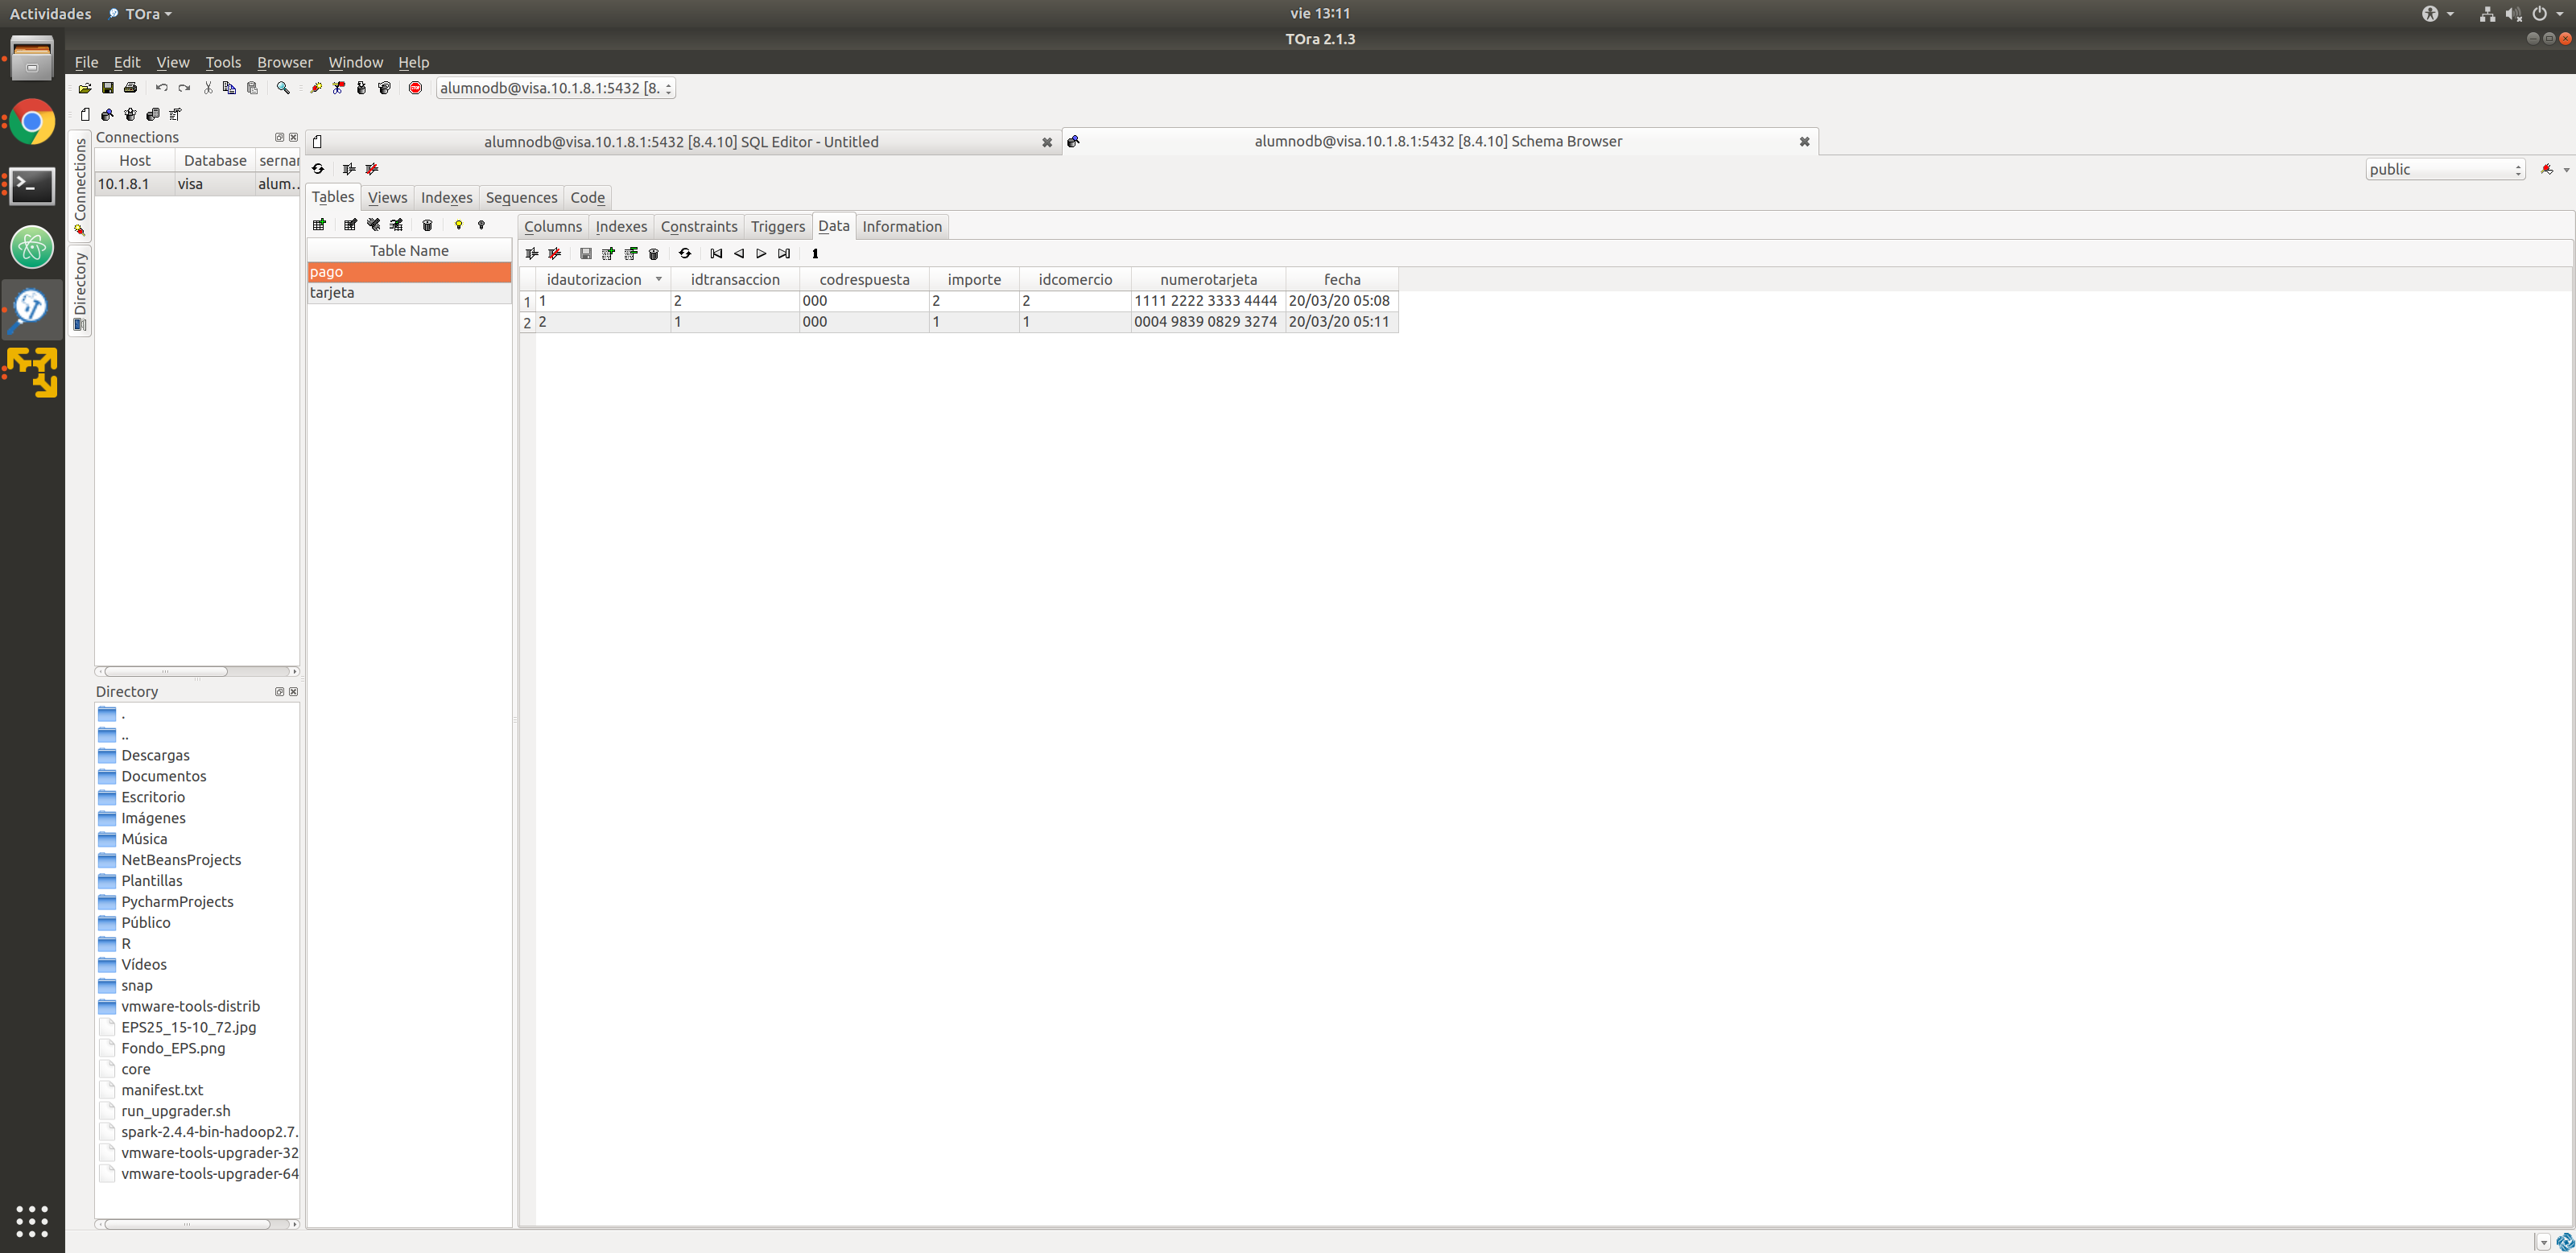 Actividades TOra vie 13:11
TOra 2.1.3
File Edit View Tools Browser Window Help
alumnodb@visa.10.1.8.1:5432 [8.
Connections
Directory
Connections
Host Database sernar
10.1.8.1 visa alum...
alumnodb@visa.10.1.8.1:5432 [8.4.10] SQL Editor - Untitled
alumnodb@visa.10.1.8.1:5432 [8.4.10] Schema Browser
public
Tables Views Indexes Sequences Code
Table Name
pago
tarjeta
Columns Indexes Constraints Triggers Data Information
1
idautorizacion idtransaccion codrespuesta importe idcomercio numerotarjeta fecha
1 1 2 000 2 2 1111 2222 3333 4444 20/03/20 05:08
2 2 1 000 1 1 0004 9839 0829 3274 20/03/20 05:11
Directory
.
..
Descargas
Documentos
Escritorio
Imágenes
Música
NetBeansProjects
Plantillas
PycharmProjects
Público
R
Vídeos
snap
vmware-tools-distrib
EPS25_15-10_72.jpg
Fondo_EPS.png
core
manifest.txt
run_upgrader.sh
spark-2.4.4-bin-hadoop2.7.
vmware-tools-upgrader-32
vmware-tools-upgrader-64